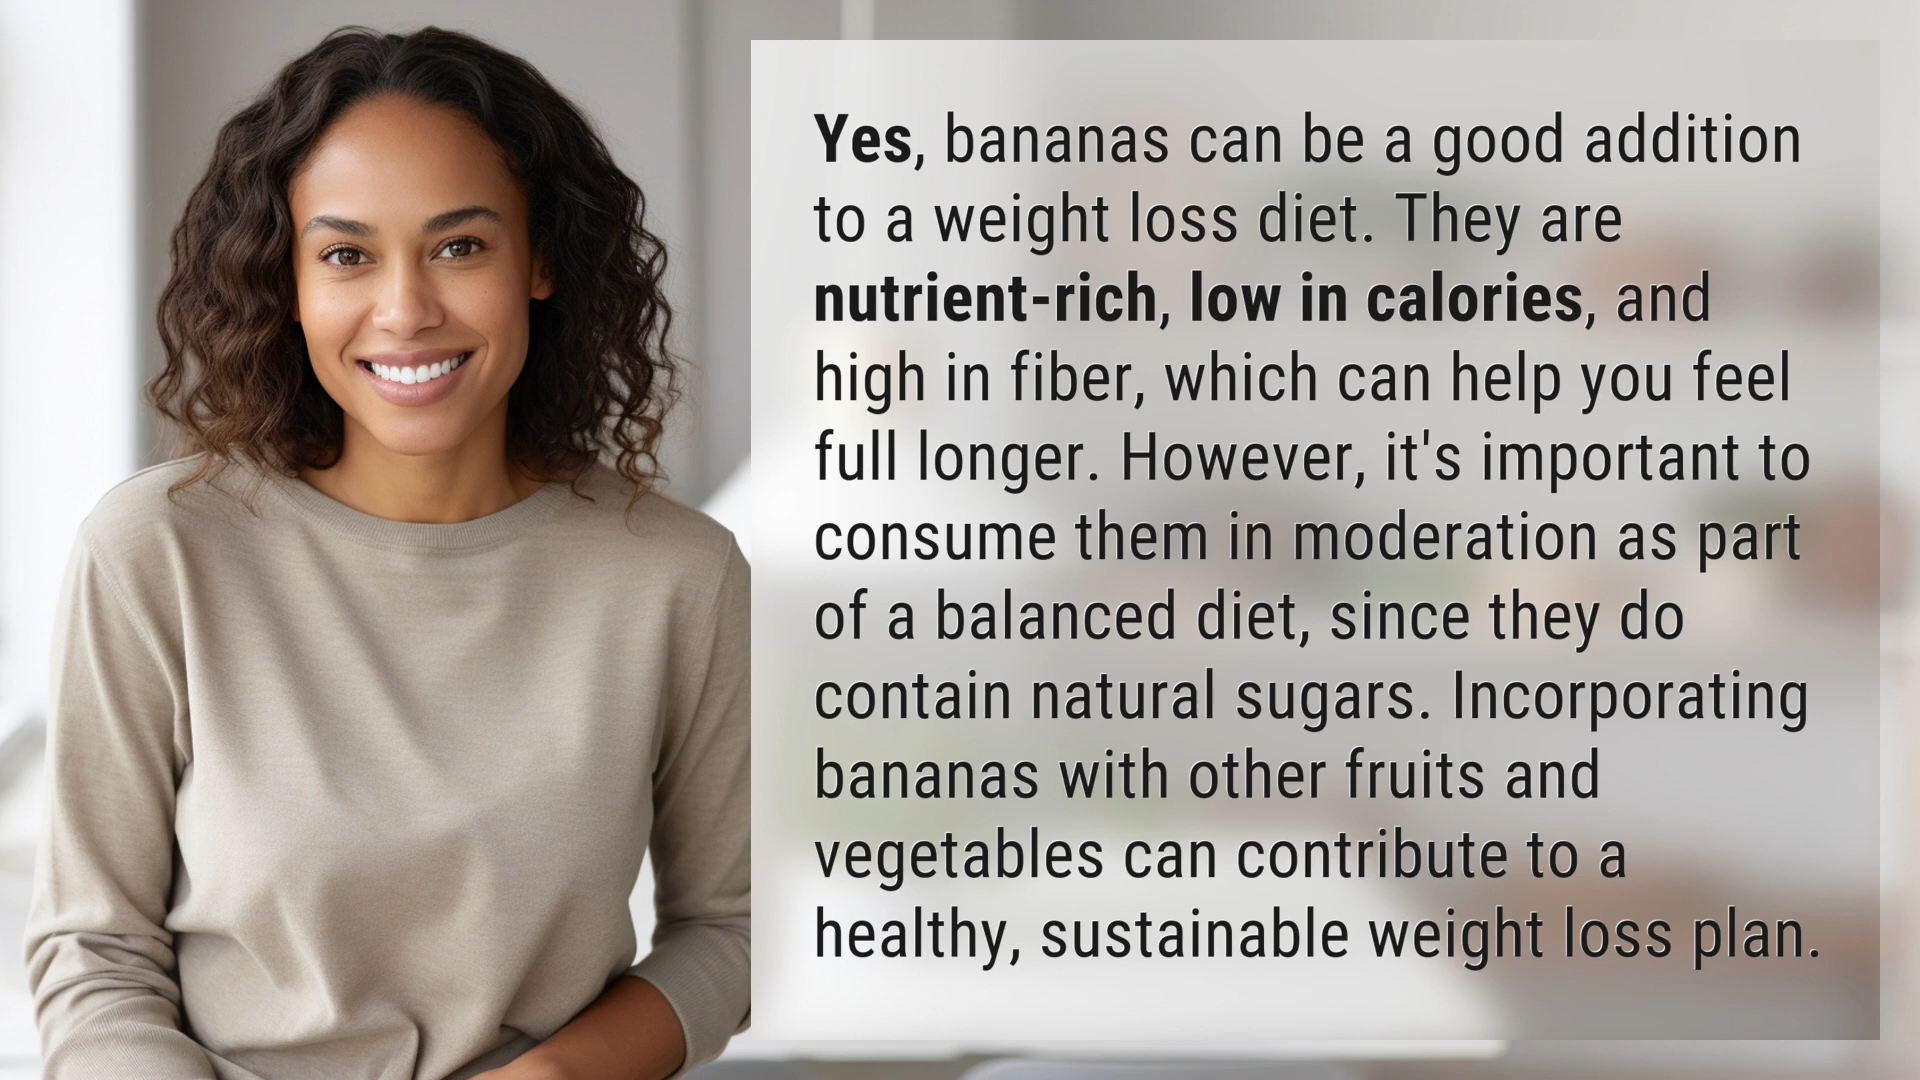 Yes, bananas can be a good addition
to a weight loss diet. They are
nutrient-rich, low in calories, and
high in fiber, which can help you feel
full longer. However, it's important to
consume them in moderation as part
of a balanced diet, since they do
contain natural sugars. Incorporating
bananas with other fruits and
vegetables can contribute to a
healthy, sustainable weight loss plan.